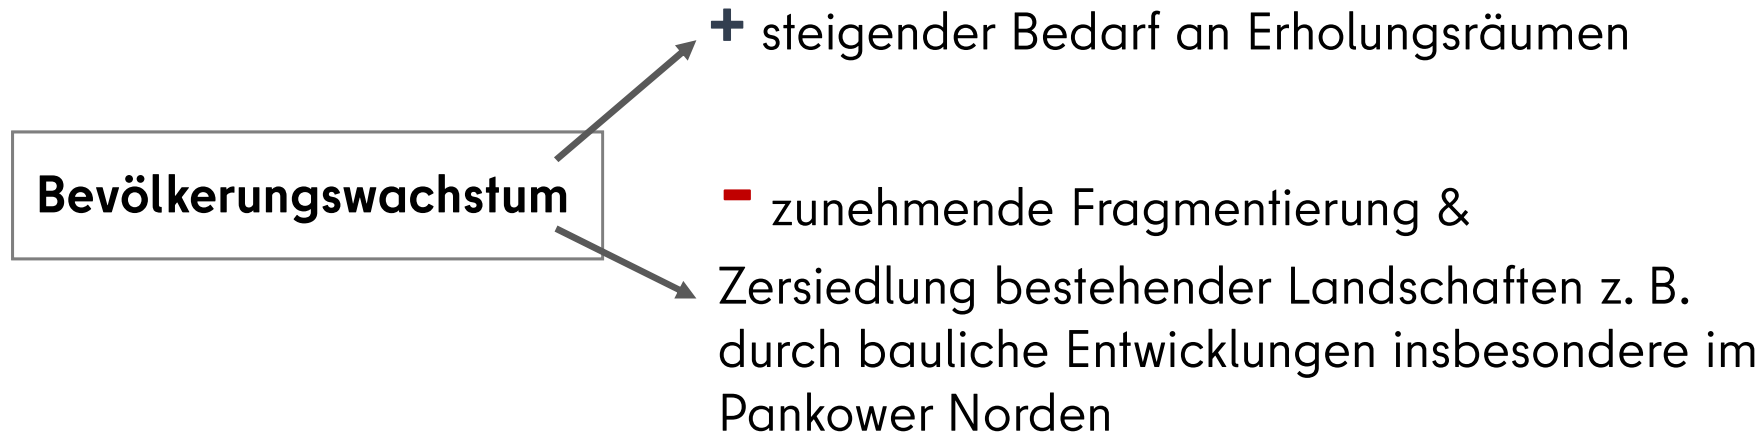 + steigender Bedarf an Erholungsräumen
Bevölkerungswachstum
- zunehmende Fragmentierung &
Zersiedlung bestehender Landschaften z. B.
durch bauliche Entwicklungen insbesondere im
Pankower Norden